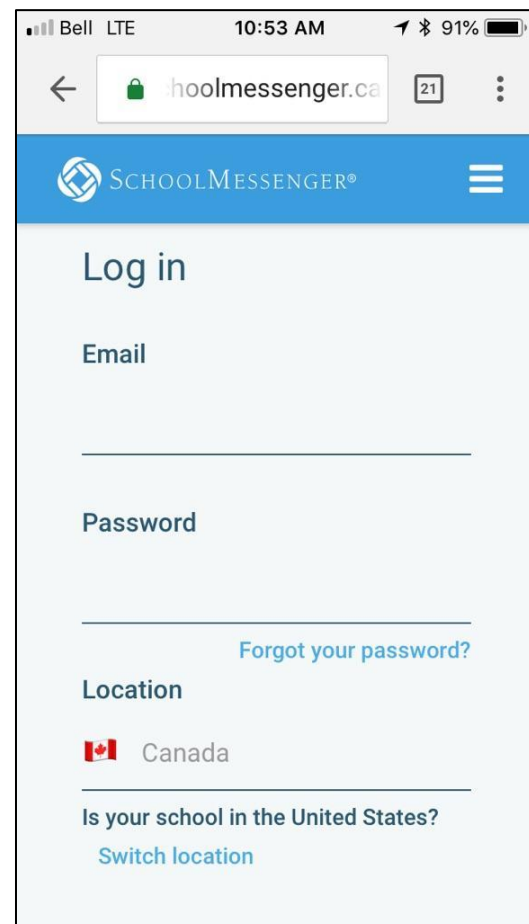 Bell LTE 10:53 AM 91%
hoolmessenger.ca 21
SCHOOLMESSENGER®
Log in
Email
Password
Forgot your password?
Location
Canada
Is your school in the United States?
Switch location